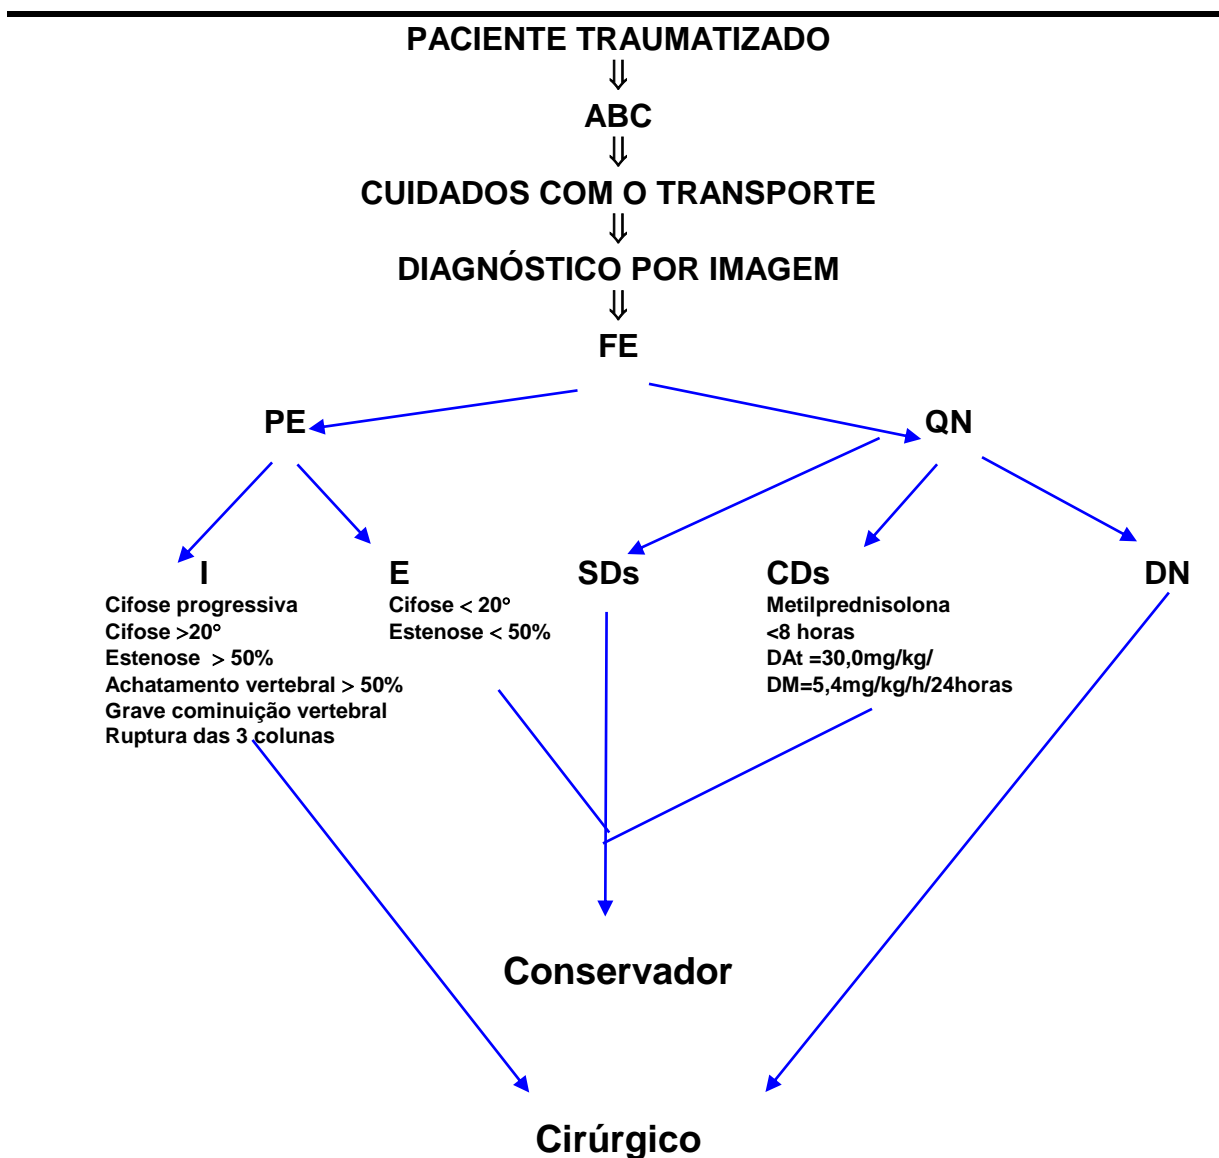 PACIENTE TRAUMATIZADO
⇓
ABC
⇓
CUIDADOS COM O TRANSPORTE
⇓
DIAGNÓSTICO POR IMAGEM
⇓
FE
PE
QN
I
Cifose progressiva
Cifose >20°
Estenose > 50%
Achatamento vertebral > 50%
Grave cominuição vertebral
Ruptura das 3 colunas
E
Cifose < 20°
Estenose < 50%
SDs
CDs
Metilprednisolona
<8 horas
DAt =30,0mg/kg/
DM=5,4mg/kg/h/24horas
DN
Conservador
Cirúrgico